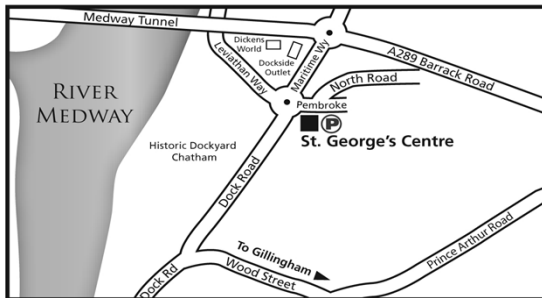 Medway Tunnel
Dickens
World
Dockside
Outlet
Leviathan Way
Maritime Wy
A289 Barrack Road
North Road
Pembroke
P
St. George's Centre
RIVER
MEDWAY
Historic Dockyard
Chatham
Dock Road
To Gillingham
Wood Street
Prince Arthur Road
Dock Rd